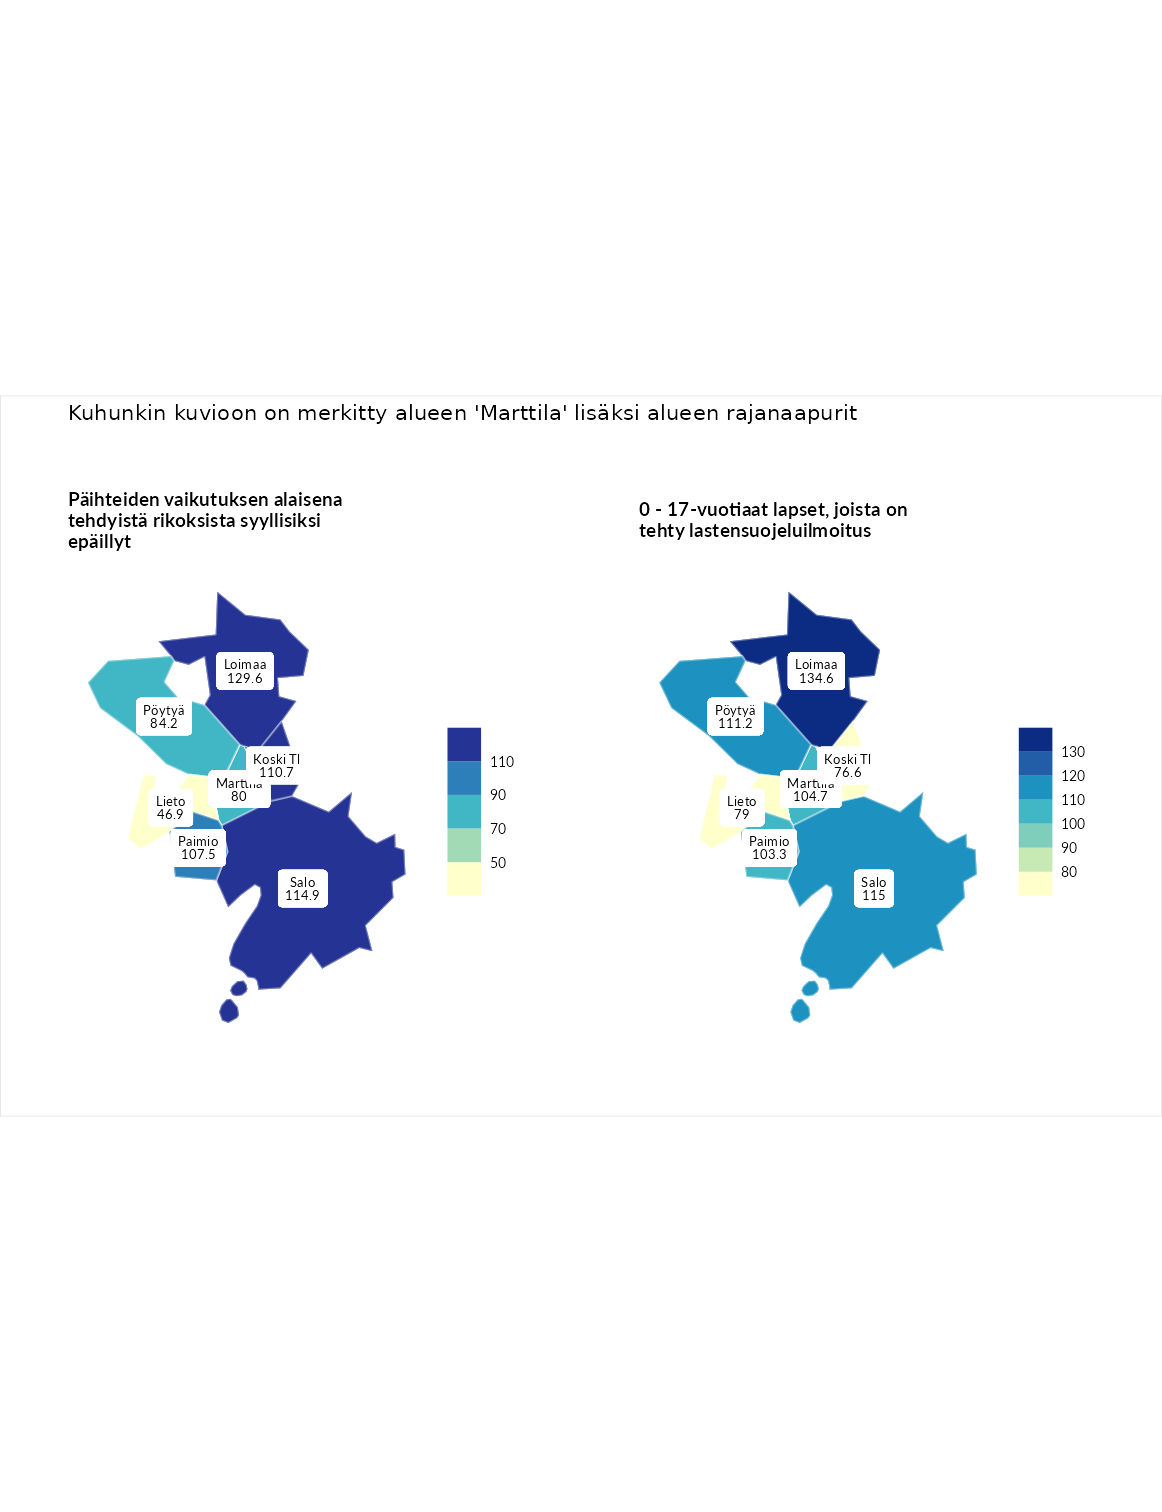 Kuhunkin kuvioon on merkitty alueen 'Marttila' lisäksi alueen rajanaapurit
Päihteiden vaikutuksen alaisena
tehdyistä rikoksista syyllisiksi
epäillyt
Loimaa
129.6
Pöytyä
84.2
Koski Tl
110.7
Marttila
80
Lieto
46.9
Paimio
107.5
Salo
114.9
110
90
70
50
0 - 17-vuotiaat lapset, joista on
tehty lastensuojeluilmoitus
Loimaa
134.6
Pöytyä
111.2
Koski Tl
76.6
Marttila
104.7
Lieto
79
Paimio
103.3
Salo
115
130
120
110
100
90
80